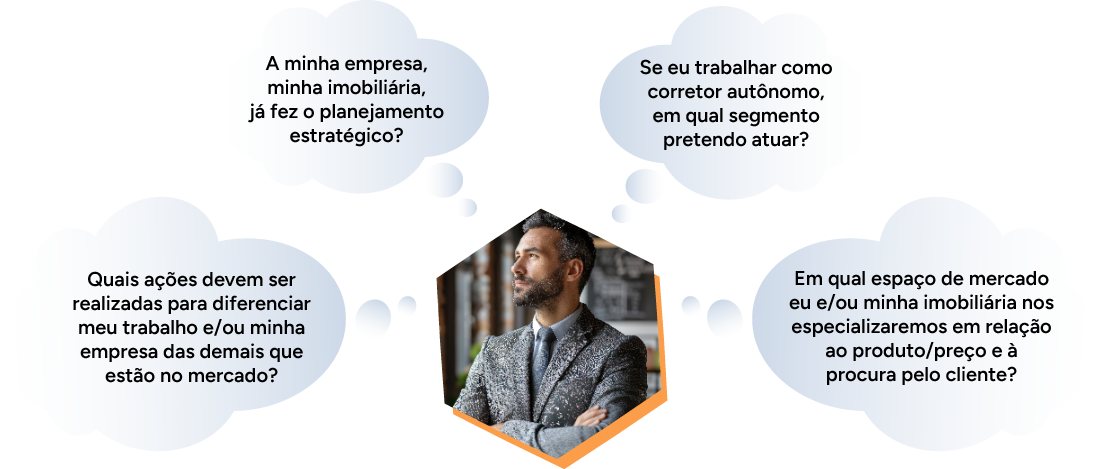 A minha empresa,
minha imobiliária,
já fez o planejamento
estratégico?
Se eu trabalhar como
corretor autônomo,
em qual segmento
pretendo atuar?
Quais ações devem ser
realizadas para diferenciar
meu trabalho e/ou minha
empresa das demais que
estão no mercado?
Em qual espaço de mercado
eu e/ou minha imobiliária nos
especializaremos em relação
ao produto/preço e à
procura pelo cliente?